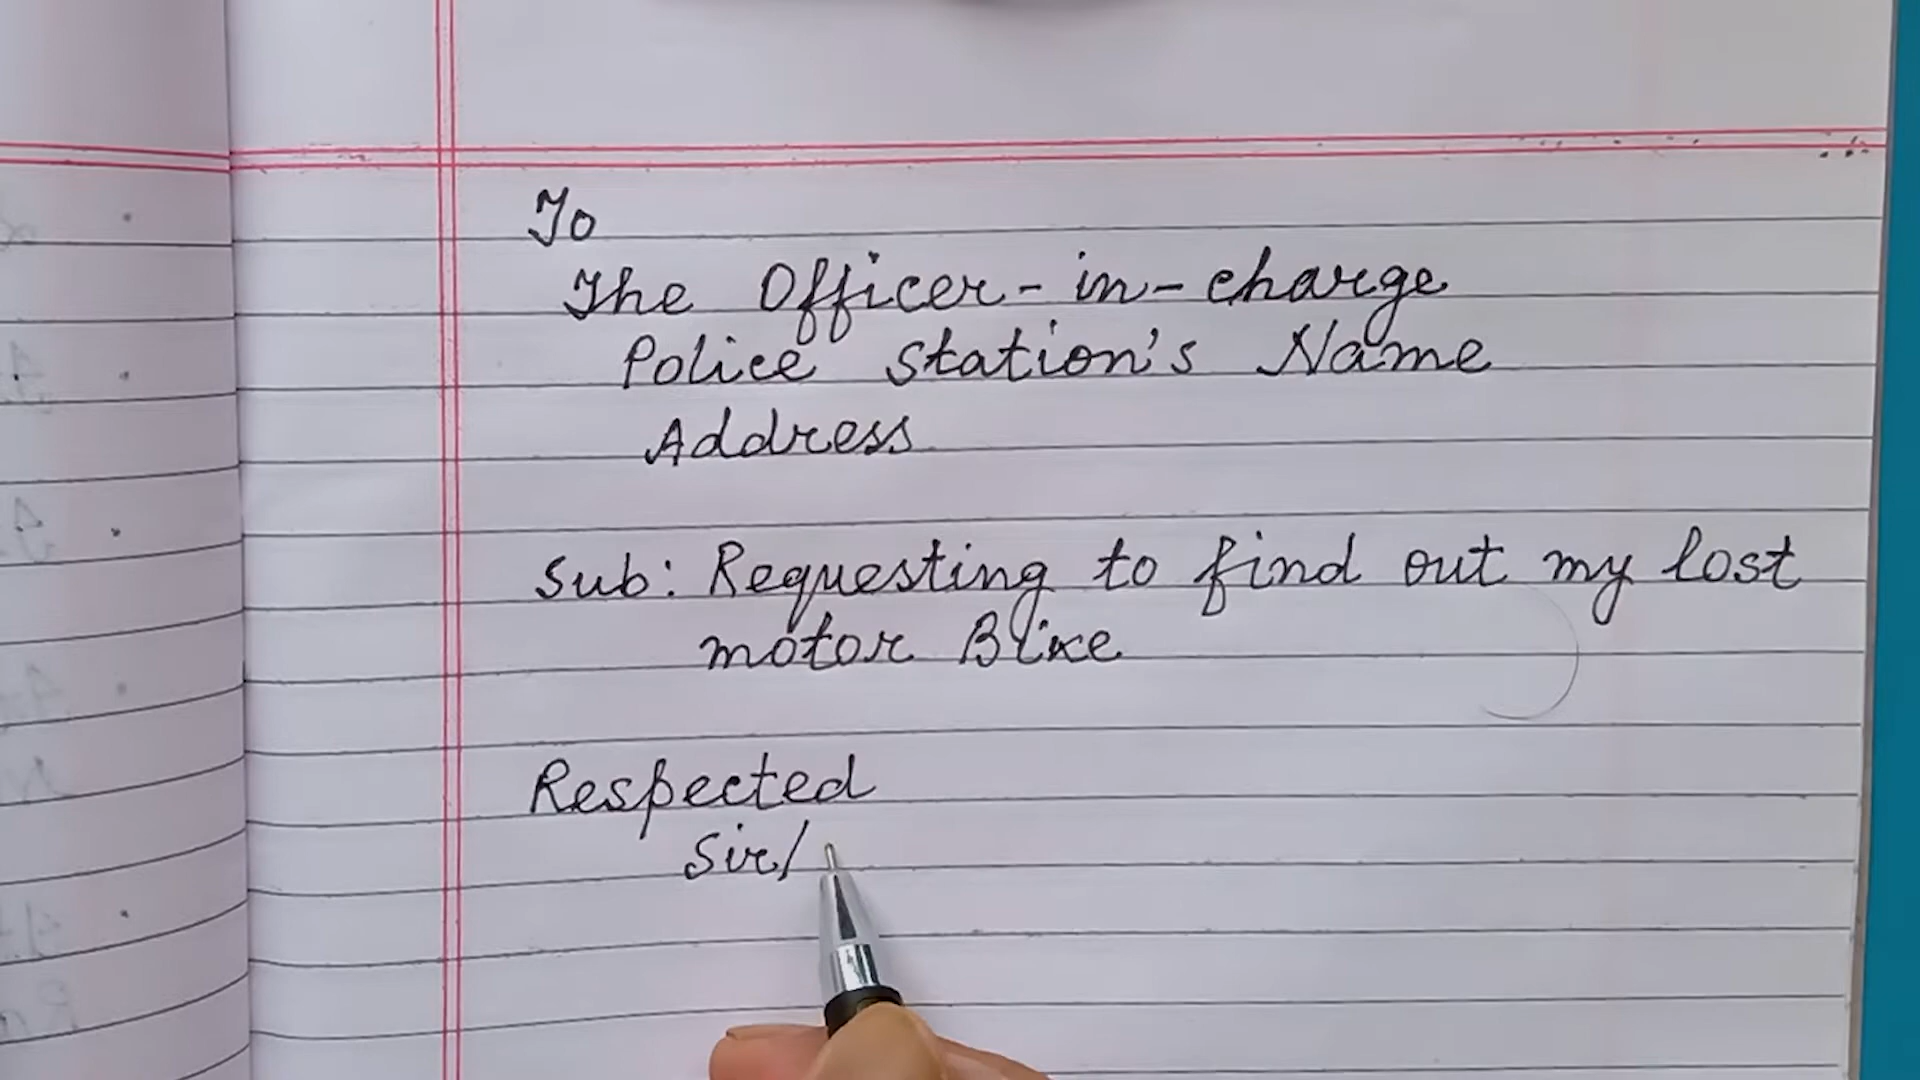 To
The Officer-in-charge
Police Station's Name
Address
Sub: Requesting to find out my lost
motor Bike
Respected
Sir/